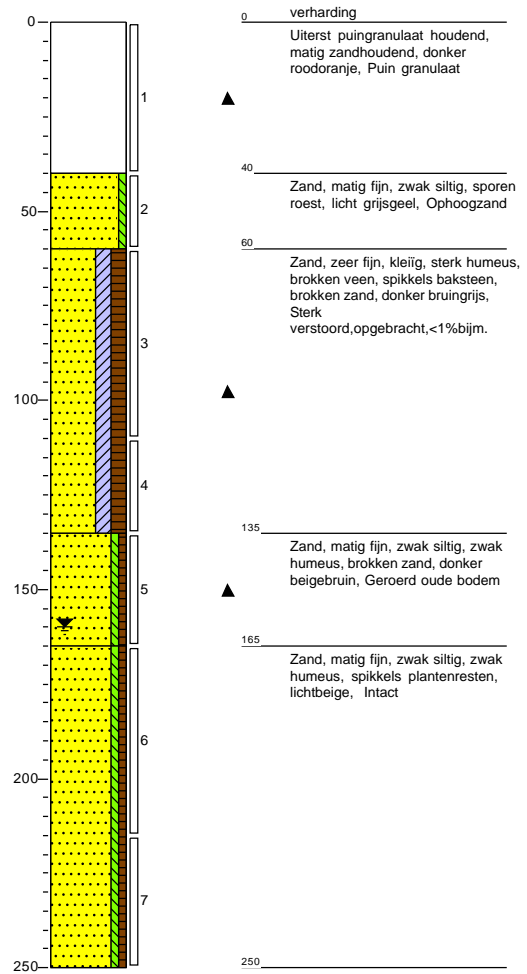 0
verharding
0
Uiterst puingranulaat houdend,
matig zandhoudend, donker
roodoranje, Puin granulaat
1
40
Zand, matig fijn, zwak siltig, sporen
roest, licht grijsgeel, Ophoogzand
2
50
60
Zand, zeer fijn, kleiïg, sterk humeus,
brokken veen, spikkels baksteen,
brokken zand, donker bruingrijs,
Sterk
verstoord,opgebracht,<1%bijm.
3
100
4
135
Zand, matig fijn, zwak siltig, zwak
humeus, brokken zand, donker
beigebruin, Geroerd oude bodem
150
5
165
Zand, matig fijn, zwak siltig, zwak
humeus, spikkels plantenresten,
lichtbeige, Intact
6
200
7
250
250